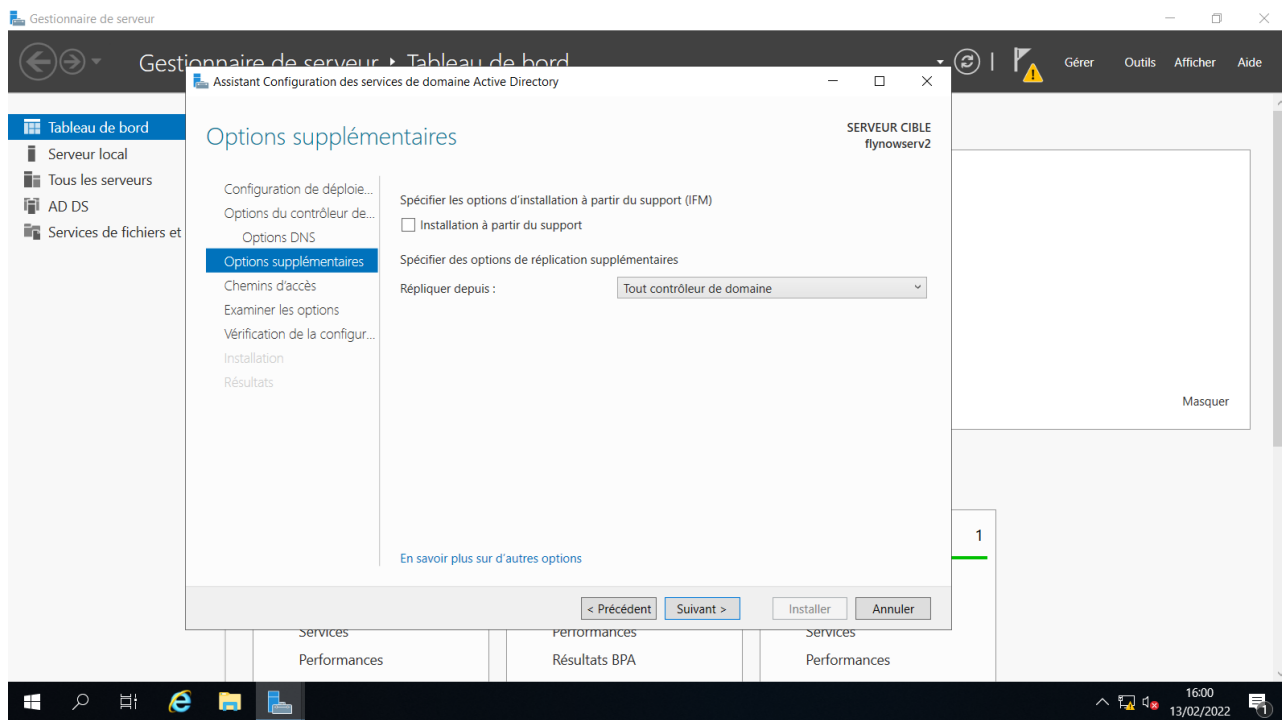 Gestionnaire de serveur
Gestionnaire de serveur Tableau de bord
Gérer Outils Afficher Aide
Assistant Configuration des services de domaine Active Directory
Tableau de bord
Serveur local
Tous les serveurs
AD DS
Services de fichiers et
Options supplémentaires
SERVEUR CIBLE
flynowserv2
Configuration de déploie...
Options du contrôleur de...
Options DNS
Options supplémentaires
Chemins d'accès
Examiner les options
Vérification de la configur...
Installation
Résultats
Spécifier les options d'installation à partir du support (IFM)
Installation à partir du support
Spécifier des options de réplication supplémentaires
Répliquer depuis : Tout contrôleur de domaine
En savoir plus sur d'autres options
< Précédent Suivant > Installer Annuler
Masquer
1
Services Performances Services
Performances Résultats BPA Performances
16:00
13/02/2022
1